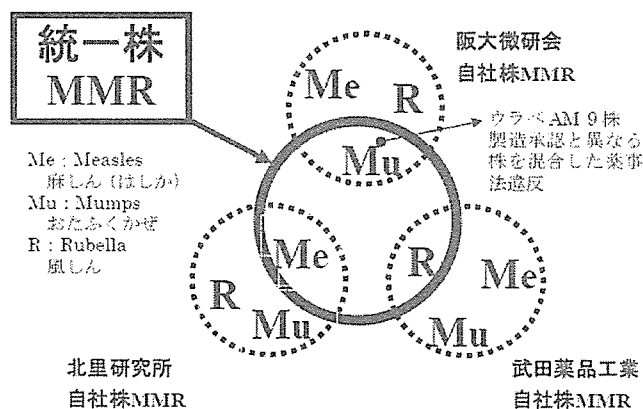 統一株
MMR
阪大微研会
自社株MMR
Me
R
Mu
ウラベAM9株
製造承認と異なる
株を混合した薬事
法違反
Me : Measles
麻しん (はしか)
Mu : Mumps
おたふくかぜ
R : Rubella
風しん
Me
R
Mu
R
Me
Mu
北里研究所
自社株MMR
武田薬品工業
自社株MMR